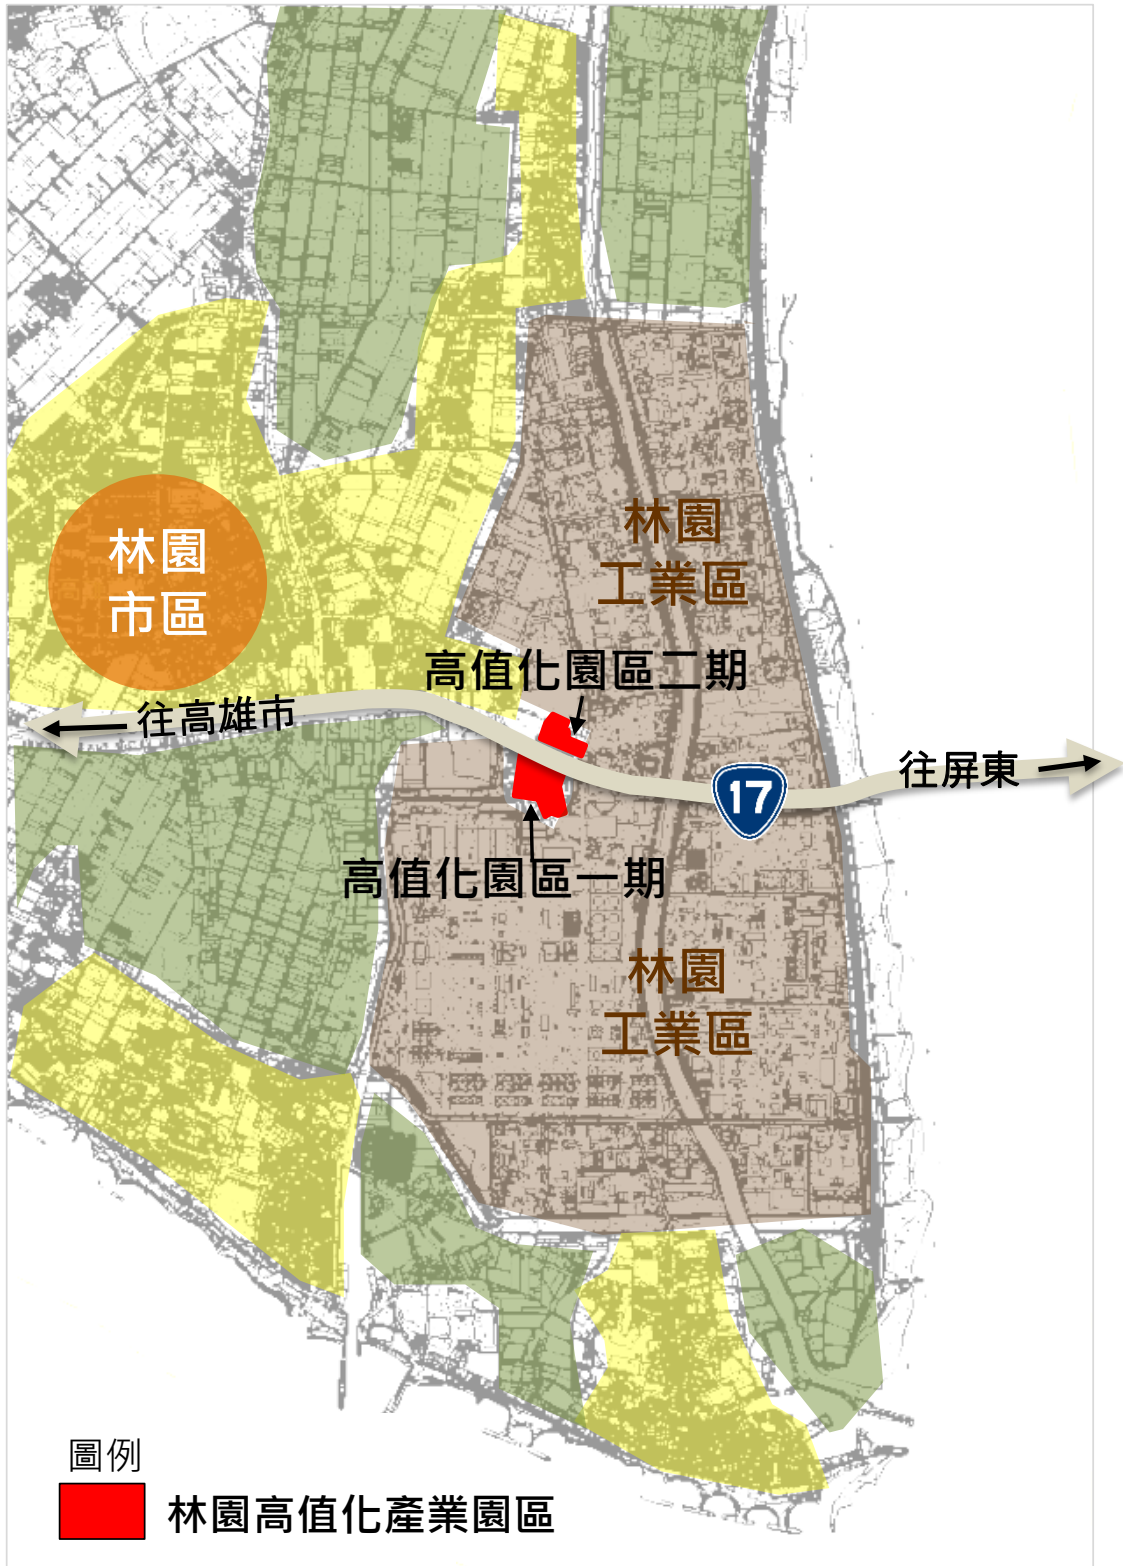 林園
工業區
林園
市區
高值化園區二期
往高雄市
往屏東
17
高值化園區一期
林園
工業區
圖例
林園高值化產業園區